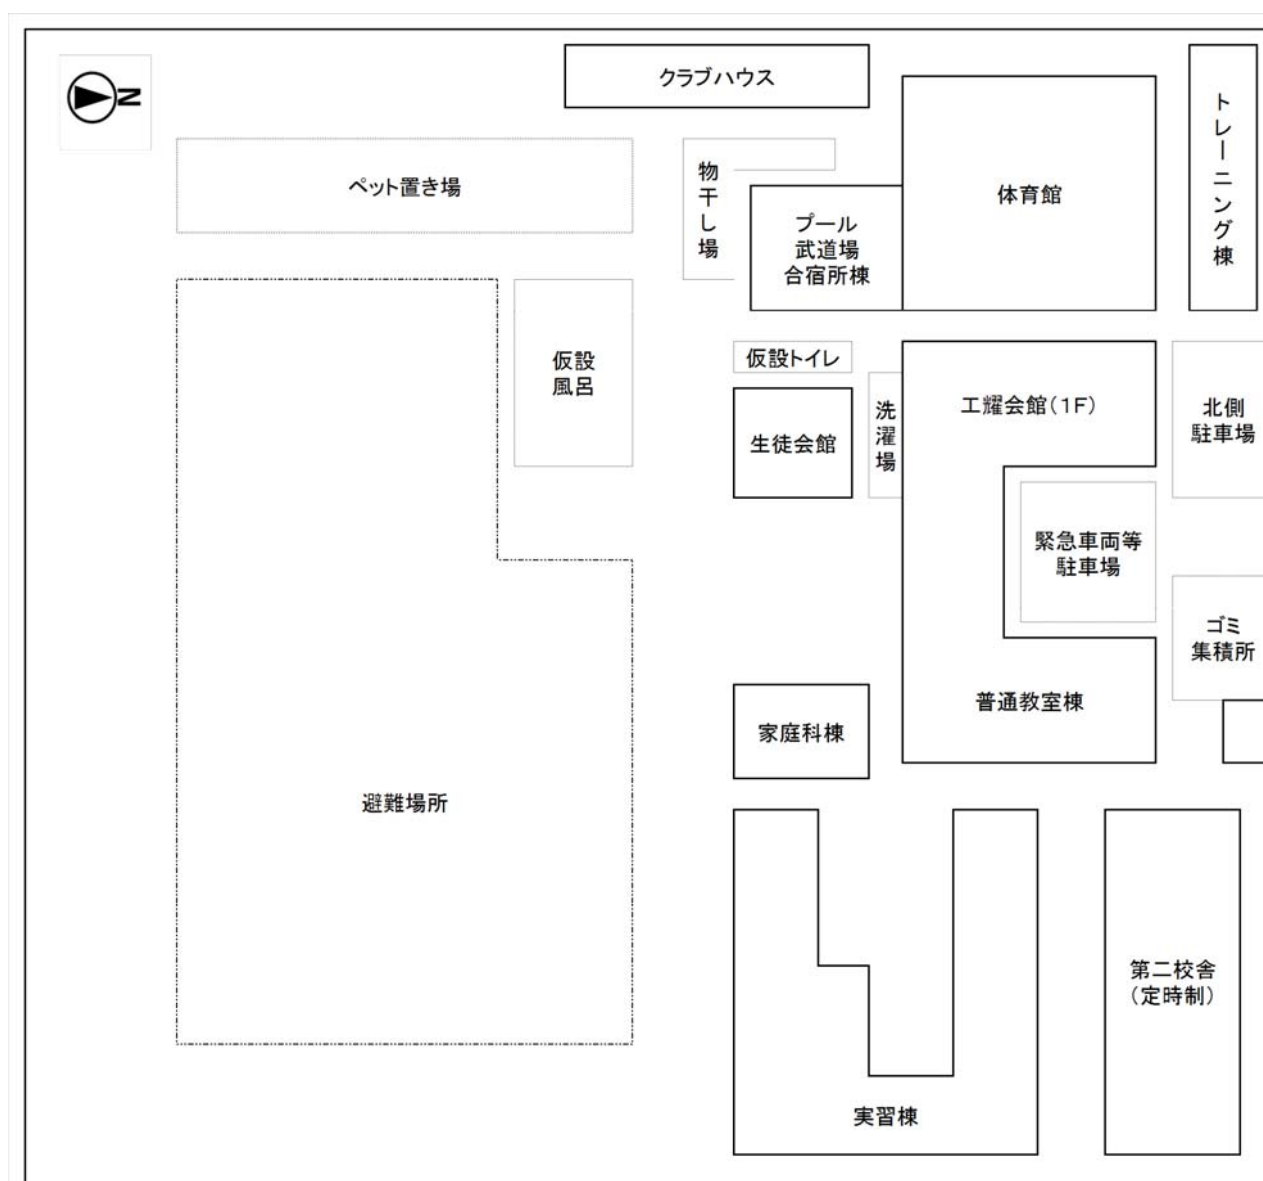 クラブハウス
N
ペット置き場
物干し場
プール
武道場
合宿所棟
体育館
トレーニング棟
仮設
風呂
仮設トイレ
生徒会館
洗濯場
工耀会館(1F)
北側
駐車場
緊急車両等
駐車場
ゴミ
集積所
普通教室棟
家庭科棟
避難場所
第二校舎
(定時制)
実習棟